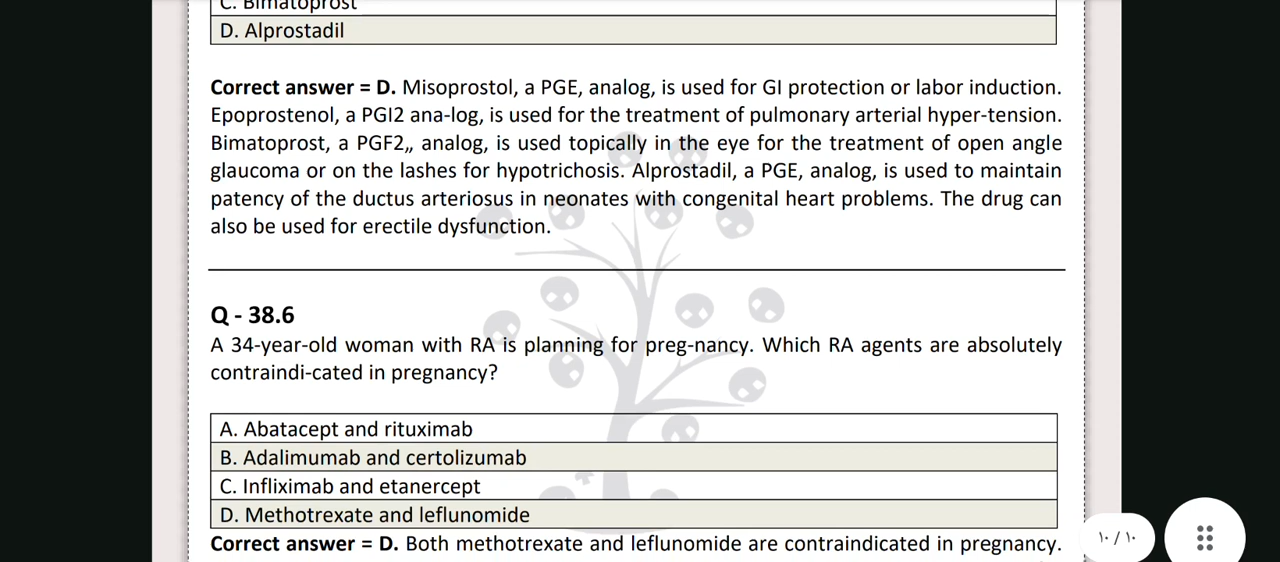 C. Bimatoprost
D. Alprostadil
Correct answer = D. Misoprostol, a PGE, analog, is used for GI protection or labor induction.
Epoprostenol, a PGI2 ana-log, is used for the treatment of pulmonary arterial hyper-tension.
Bimatoprost, a PGF2,, analog, is used topically in the eye for the treatment of open angle
glaucoma or on the lashes for hypotrichosis. Alprostadil, a PGE, analog, is used to maintain
patency of the ductus arteriosus in neonates with congenital heart problems. The drug can
also be used for erectile dysfunction.
Q - 38.6
A 34-year-old woman with RA is planning for preg-nancy. Which RA agents are absolutely
contraindi-cated in pregnancy?
A. Abatacept and rituximab
B. Adalimumab and certolizumab
C. Infliximab and etanercept
D. Methotrexate and leflunomide
Correct answer = D. Both methotrexate and leflunomide are contraindicated in pregnancy.
١٠ / ١٠